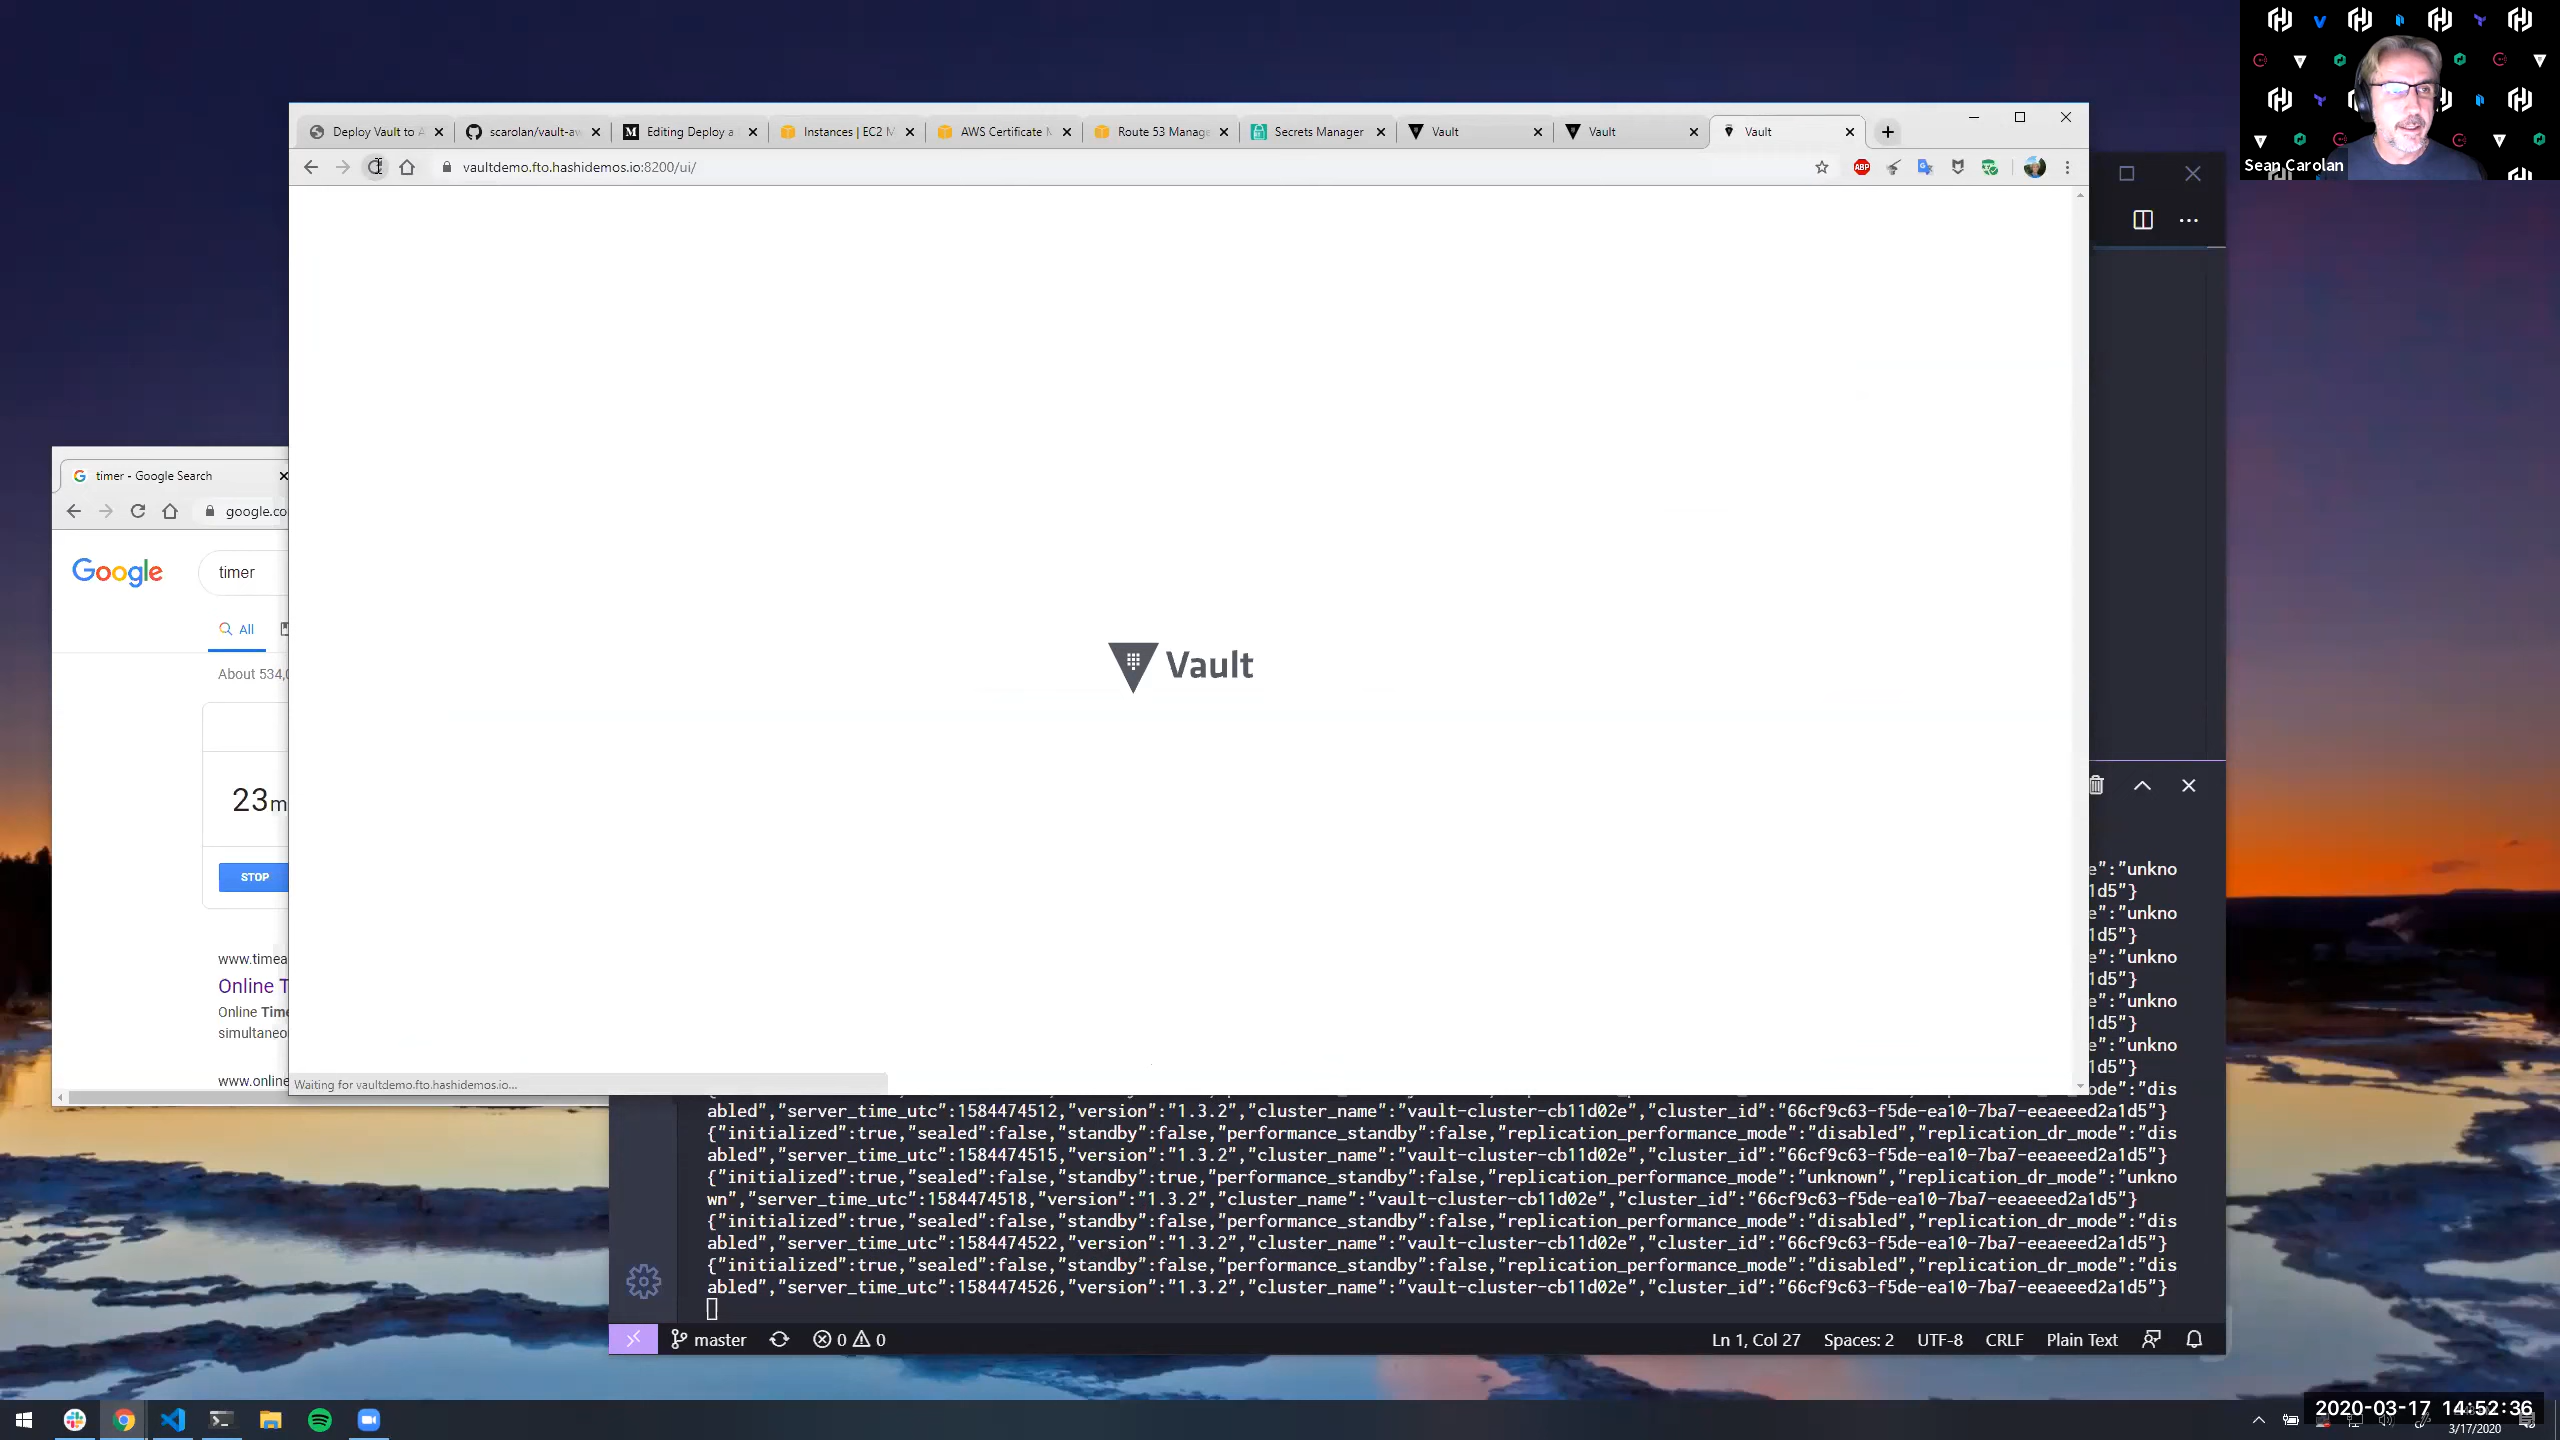 Sean Carolan
Deploy Vault to A
scarolan/vault-aw
Editing Deploy a
Instances | EC2 M
AWS Certificate M
Route 53 Manage
Secrets Manager
Vault
Vault
Vault
vaultdemo.fto.hashidemos.io:8200/ui/
ABP
timer - Google Search
google.co
Google
timer
All
About 534,0
23m
STOP
www.timea
Online T
Online Time
simultaneo
www.online
Vault
Waiting for vaultdemo.fto.hashidemos.io...
e":"unkno
1d5"}
e":"unkno
1d5"}
e":"unkno
1d5"}
e":"unkno
1d5"}
e":"unkno
1d5"}
de":"dis
abled","server_time_utc":1584474512,"version":"1.3.2","cluster_name":"vault-cluster-cb11d02e","cluster_id":"66cf9c63-f5de-ea10-7ba7-eeaeeed2a1d5"}
{"initialized":true,"sealed":false,"standby":false,"performance_standby":false,"replication_performance_mode":"disabled","replication_dr_mode":"dis
abled","server_time_utc":1584474515,"version":"1.3.2","cluster_name":"vault-cluster-cb11d02e","cluster_id":"66cf9c63-f5de-ea10-7ba7-eeaeeed2a1d5"}
{"initialized":true,"sealed":false,"standby":true,"performance_standby":false,"replication_performance_mode":"unknown","replication_dr_mode":"unkno
wn","server_time_utc":1584474518,"version":"1.3.2","cluster_name":"vault-cluster-cb11d02e","cluster_id":"66cf9c63-f5de-ea10-7ba7-eeaeeed2a1d5"}
{"initialized":true,"sealed":false,"standby":false,"performance_standby":false,"replication_performance_mode":"disabled","replication_dr_mode":"dis
abled","server_time_utc":1584474522,"version":"1.3.2","cluster_name":"vault-cluster-cb11d02e","cluster_id":"66cf9c63-f5de-ea10-7ba7-eeaeeed2a1d5"}
{"initialized":true,"sealed":false,"standby":false,"performance_standby":false,"replication_performance_mode":"disabled","replication_dr_mode":"dis
abled","server_time_utc":1584474526,"version":"1.3.2","cluster_name":"vault-cluster-cb11d02e","cluster_id":"66cf9c63-f5de-ea10-7ba7-eeaeeed2a1d5"}
master 0 0 Ln 1, Col 27 Spaces: 2 UTF-8 CRLF Plain Text
2020-03-17 14:52:36
3/17/2020